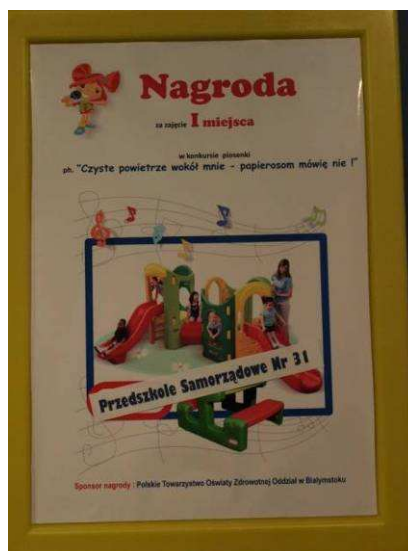 Nagroda
za zajęcie I miejsca
w konkursie piosenki
ph. "Czyste powietrze wokół mnie - papierosom mówię nie !"
Przedszkole Samorządowe Nr 31
Sponsor nagrody : Polskie Towarzystwo Oświaty Zdrowotnej Oddział w Białymstoku